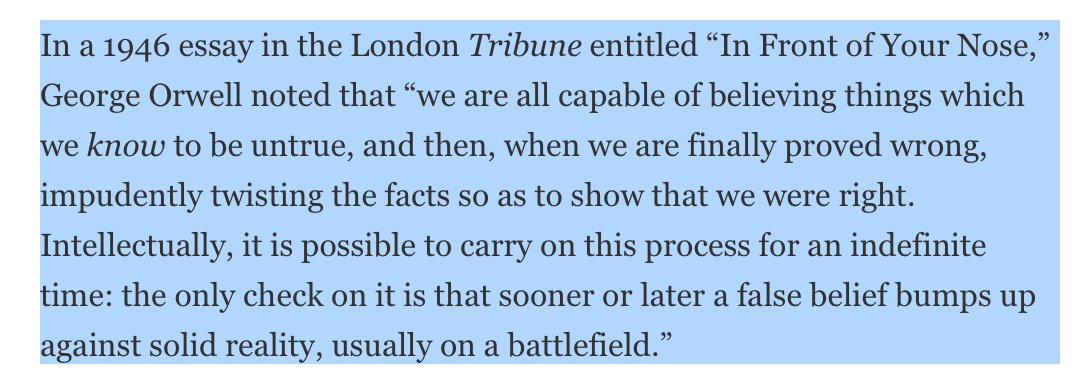 In a 1946 essay in the London Tribune entitled “In Front of Your Nose,”
George Orwell noted that “we are all capable of believing things which
we know to be untrue, and then, when we are finally proved wrong,
impudently twisting the facts so as to show that we were right.
Intellectually, it is possible to carry on this process for an indefinite
time: the only check on it is that sooner or later a false belief bumps up
against solid reality, usually on a battlefield.”